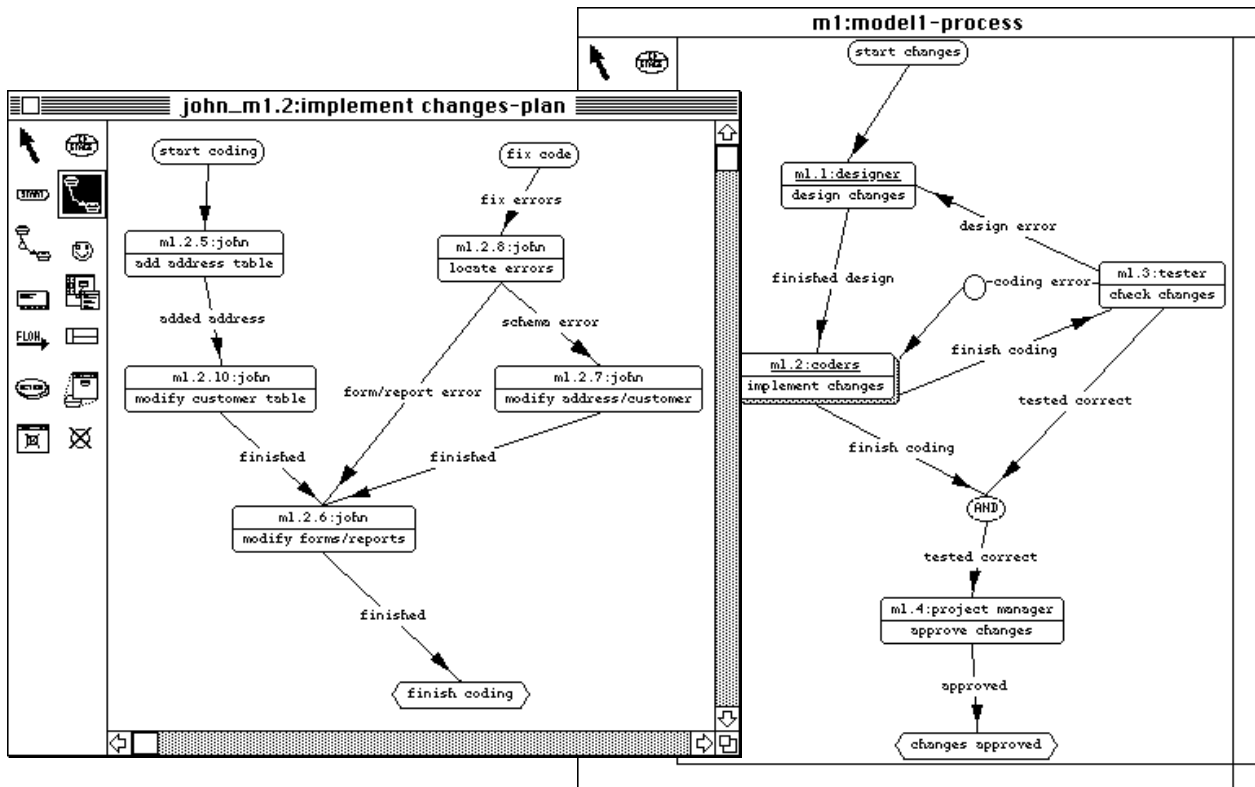 m1:model1-process
start changes
m1.1:designer
design changes
design error
finished design
coding error
m1.3:tester
check changes
finish coding
m1.2:coders
implement changes
tested correct
finish coding
AND
tested correct
m1.4:project manager
approve changes
approved
changes approved
john_m1.2:implement changes-plan
START
FLOW
start coding
fix code
fix errors
m1.2.5:john
add address table
m1.2.8:john
locate errors
added address
schema error
m1.2.10:john
modify customer table
form/report error
m1.2.7:john
modify address/customer
finished
finished
m1.2.6:john
modify forms/reports
finished
finish coding